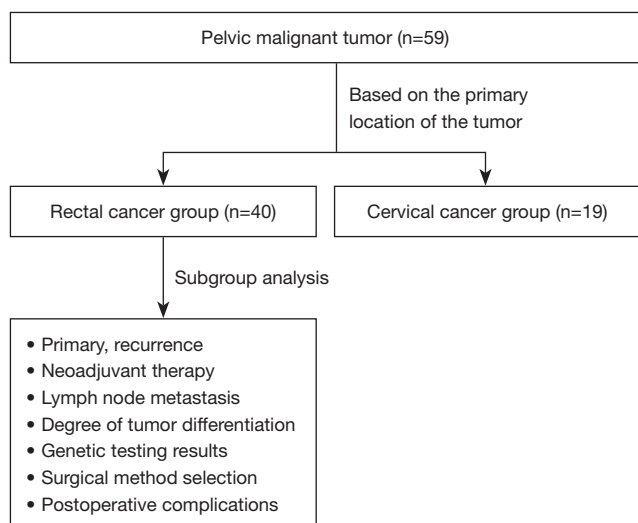 Pelvic malignant tumor (n=59)
Based on the primary
location of the tumor
Rectal cancer group (n=40)
Cervical cancer group (n=19)
Subgroup analysis
• Primary, recurrence
• Neoadjuvant therapy
• Lymph node metastasis
• Degree of tumor differentiation
• Genetic testing results
• Surgical method selection
• Postoperative complications